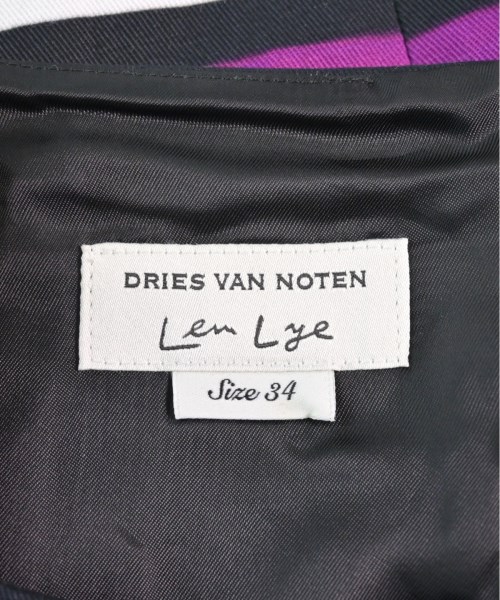 DRIES VAN NOTEN
Len Lye
Size 34